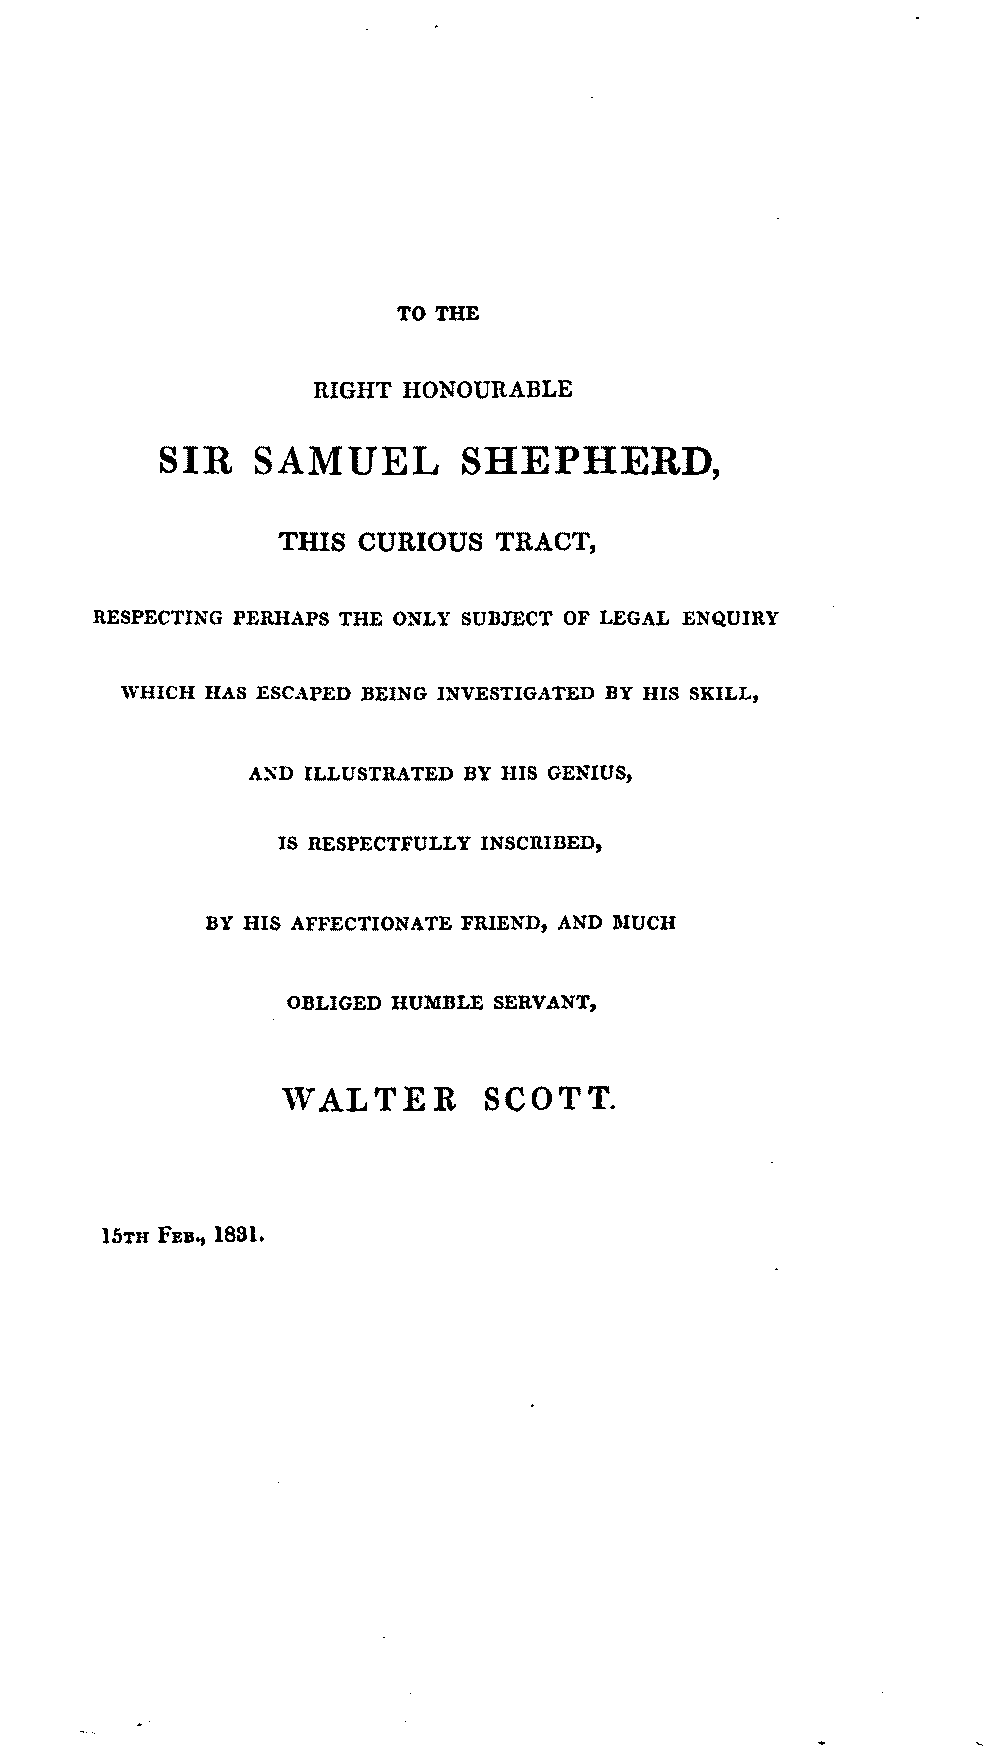 TO THE
RIGHT HONOURABLE
SIR SAMUEL SHEPHERD,
THIS CURIOUS TRACT,
RESPECTING PERHAPS THE ONLY SUBJECT OF LEGAL ENQUIRY
WHICH HAS ESCAPED BEING INVESTIGATED BY HIS SKILL,
AND ILLUSTRATED BY HIS GENIUS,
IS RESPECTFULLY INSCRIBED,
BY HIS AFFECTIONATE FRIEND, AND MUCH
OBLIGED HUMBLE SERVANT,
WALTER SCOTT.
15TH FEB., 1831.